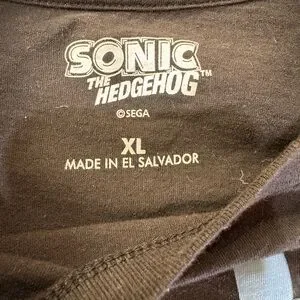 SONIC
THE
HEDGEHOG™
©SEGA
XL
MADE IN EL SALVADOR